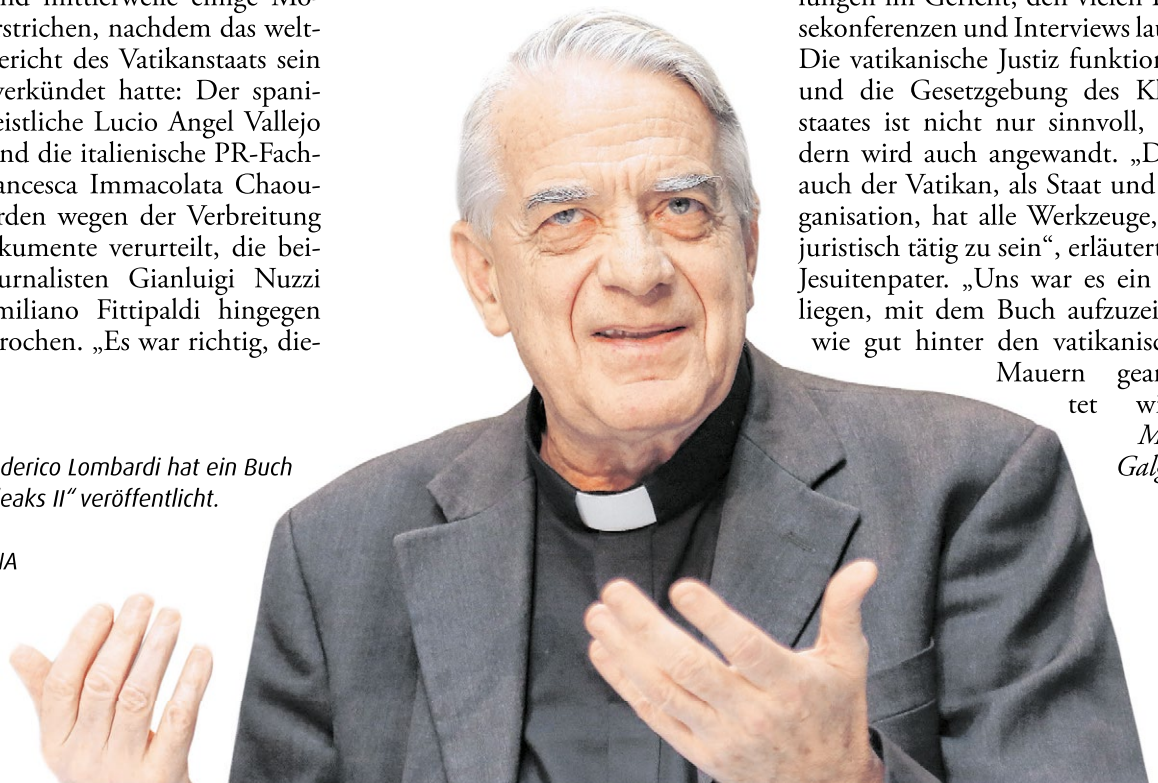 nd mittlerweile einige Mo-
rstrichen, nachdem das welt-
ericht des Vatikanstaats sein
verkündet hatte: Der spani-
eistliche Lucio Angel Vallejo
nd die italienische PR-Fach-
ancesca Immacolata Chaou-
rden wegen der Verbreitung
kumente verurteilt, die bei-
urnalisten Gianluigi Nuzzi
miliano Fittipaldi hingegen
rochen. „Es war richtig, die-
derico Lombardi hat ein Buch
leaks II“ veröffentlicht.
NA
im Gericht, den vielen
sekonferenzen und Interviews lau
Die vatikanische Justiz funktion
und die Gesetzgebung des Kl
staates ist nicht nur sinnvoll,
dern wird auch angewandt. „D
auch der Vatikan, als Staat und
ganisation, hat alle Werkzeuge,
juristisch tätig zu sein“, erläutert
Jesuitenpater. „Uns war es ein
liegen, mit dem Buch aufzuzei
wie gut hinter den vatikanisc
Mauern gear
tet wi
M
Galg